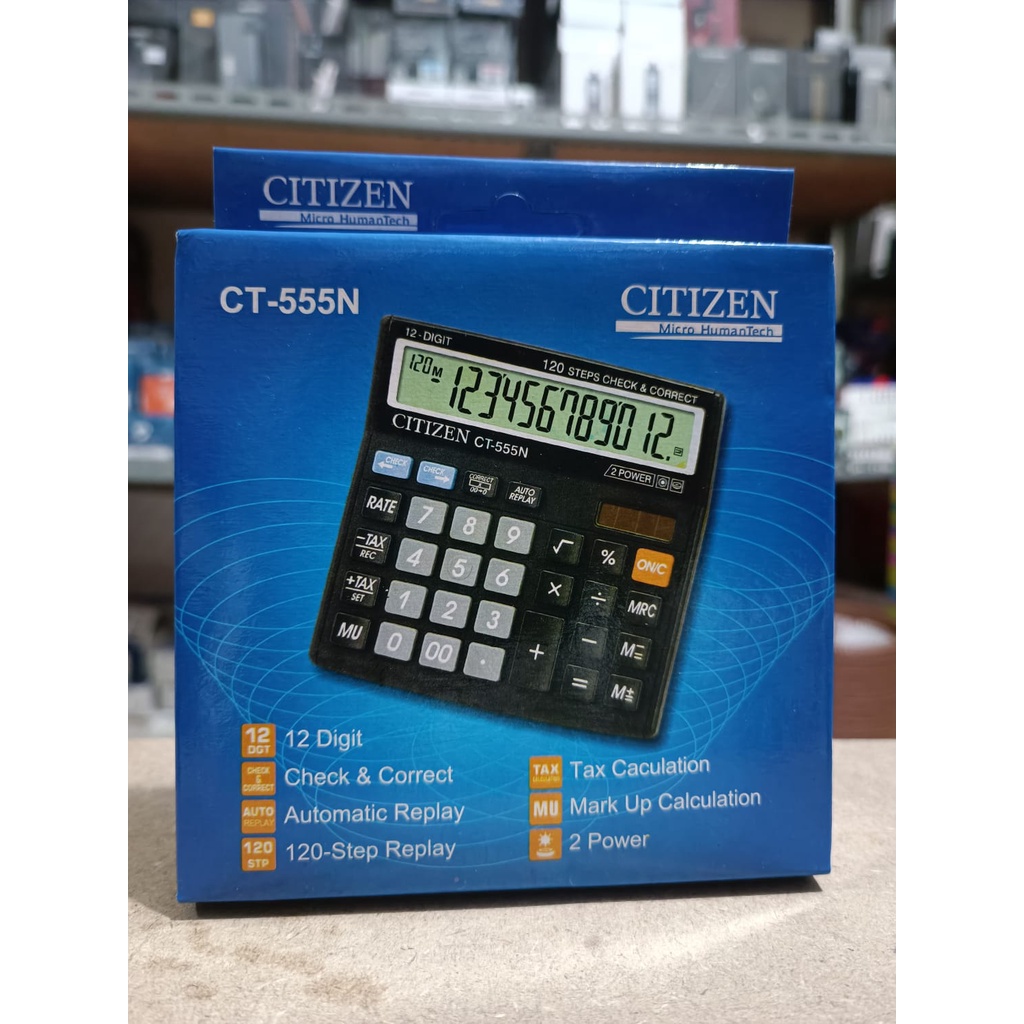 CITIZEN
Micro HumanTech
CT-555N
CITIZEN
Micro HumanTech
12-DIGIT
120 STEPS CHECK & CORRECT
120M
-123456789012.
CITIZEN CT-555N
2 POWER
CHECK
CHECK
CORRECT
00→0
AUTO REPLAY
RATE
7 8 9
√ % ON/C
-TAX
REC
4 5 6
× ÷ MRC
+TAX
SET
1 2 3
+ − M-
=
MU
0 00 .
= M±
=
12
DGT
12 Digit
CHECK
&
CORRECT
Check & Correct
AUTO
REPLAY
Automatic Replay
120
STP
120-Step Replay
TAX
Tax Caculation
MU
Mark Up Calculation
2 Power